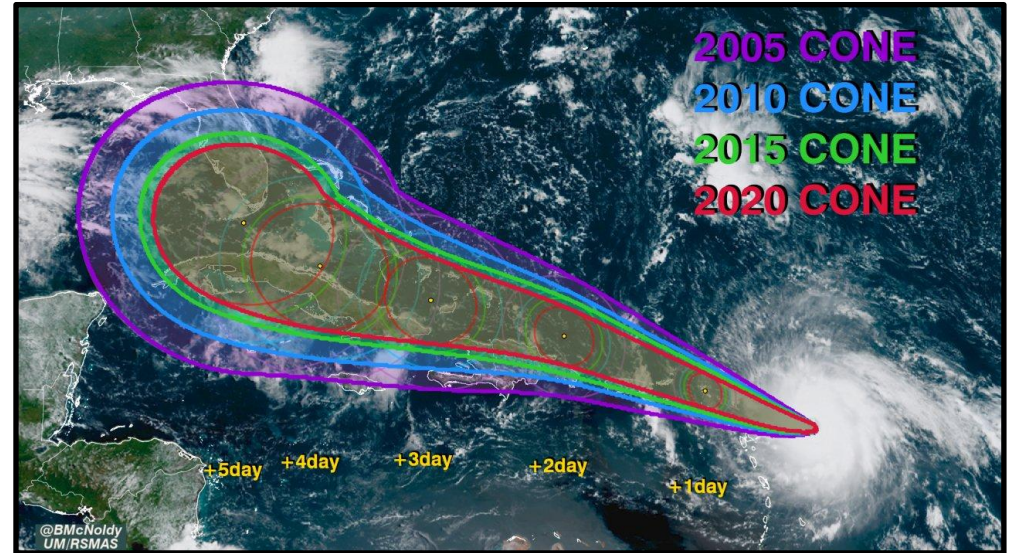 2005 CONE
2010 CONE
2015 CONE
2020 CONE
+5day
+4day
+3day
+2day
+1day
@BMcNoldy
UM/RSMAS